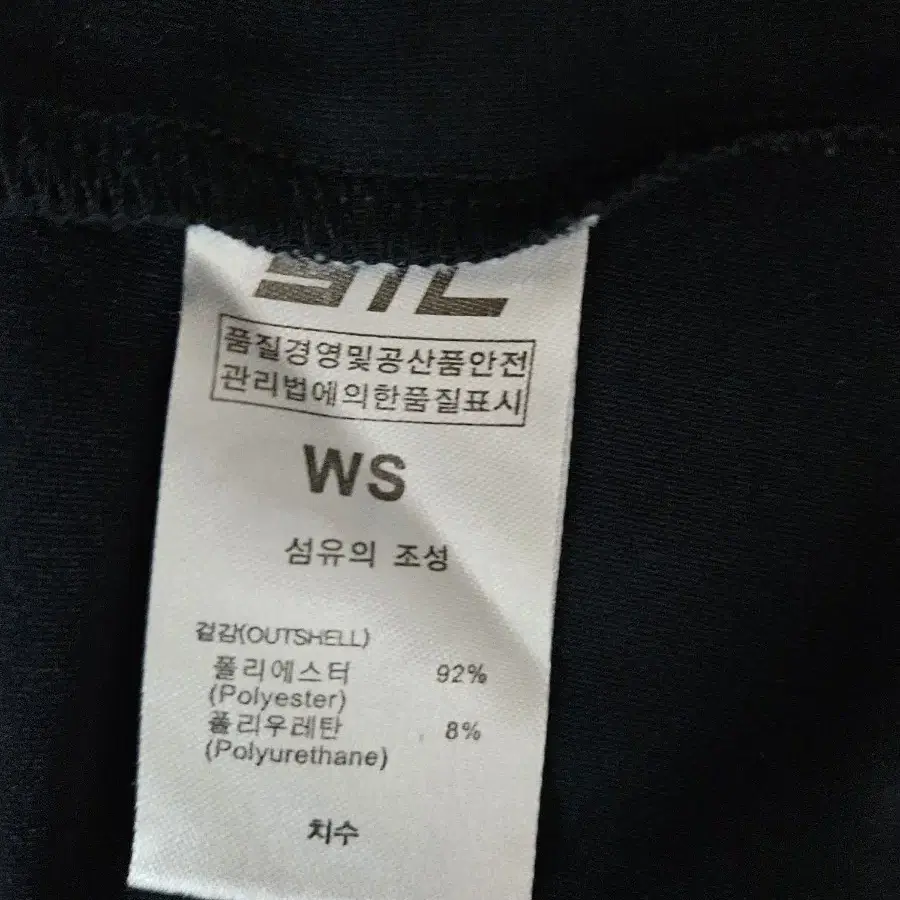 품질경영및공산품안전
관리법에의한품질표시
WS
섬유의 조성
겉감(OUTSHELL)
폴리에스터 92%
(Polyester)
폴리우레탄 8%
(Polyurethane)
치수